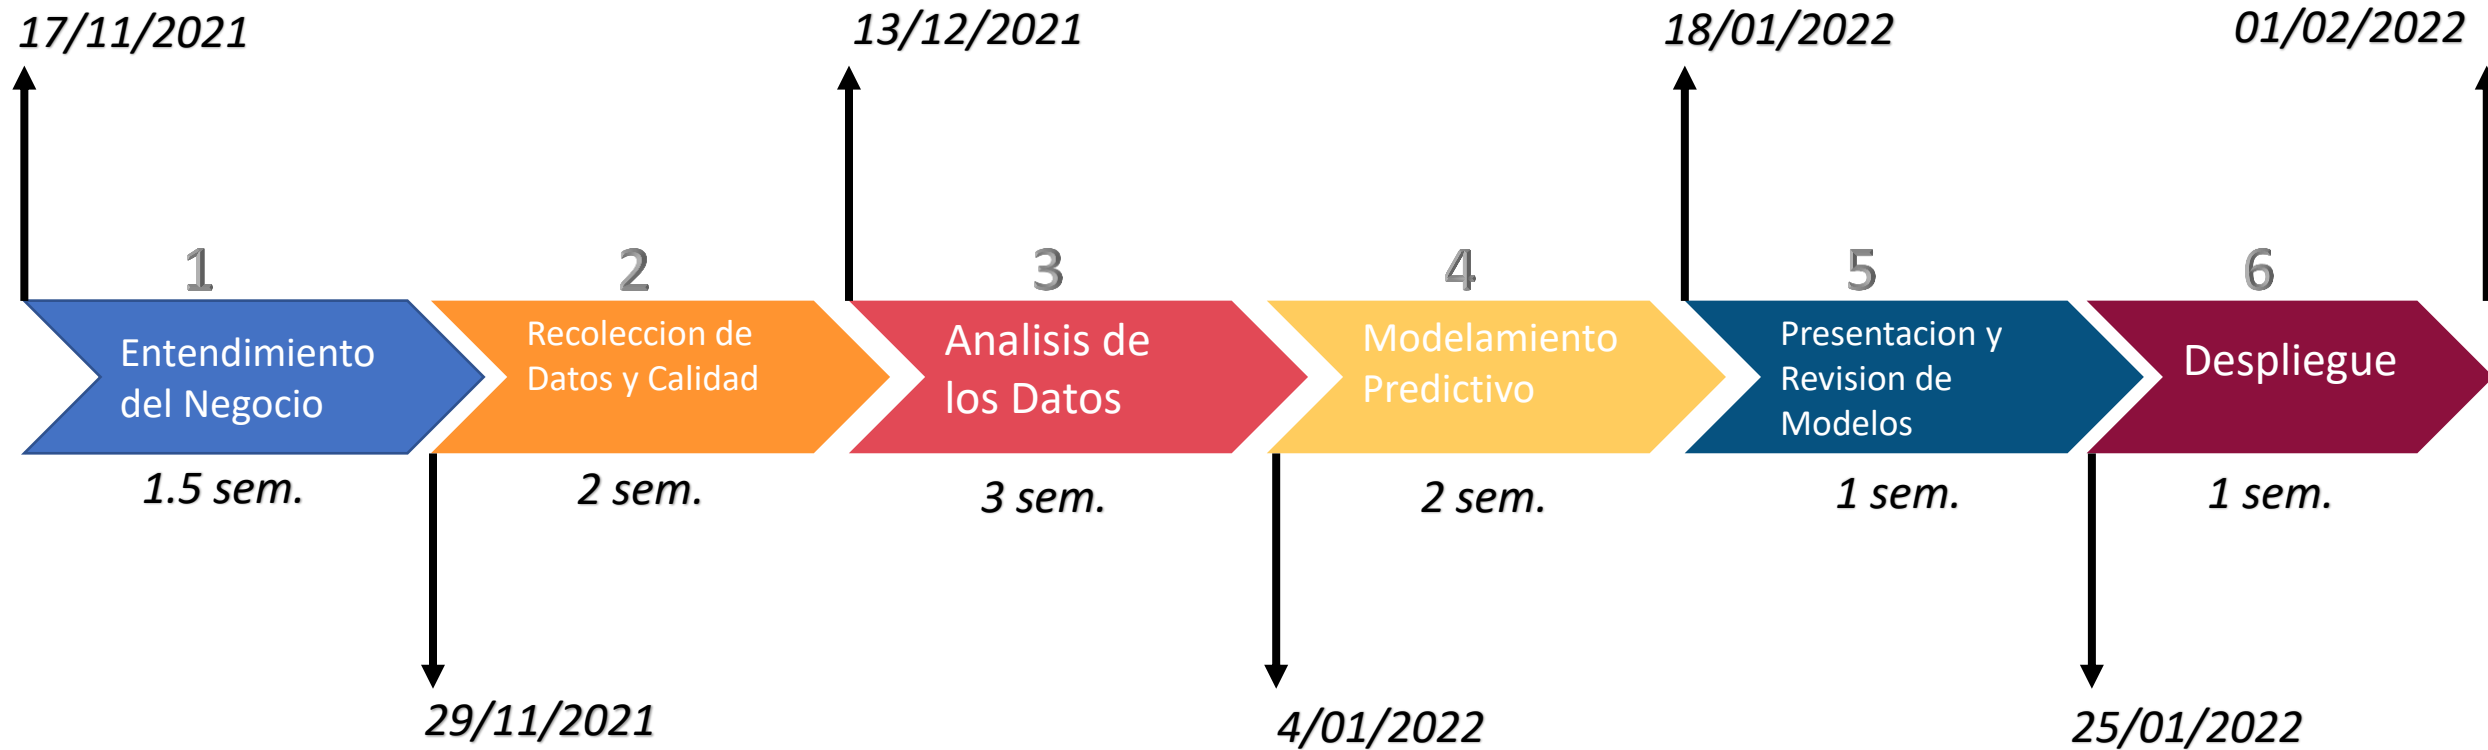 17/11/2021
13/12/2021
18/01/2022
01/02/2022
1
2
3
4
5
6
Entendimiento
del Negocio
Recoleccion de
Datos y Calidad
Analisis de
los Datos
Modelamiento
Predictivo
Presentacion y
Revision de
Modelos
Despliegue
1.5 sem.
2 sem.
3 sem.
2 sem.
1 sem.
1 sem.
29/11/2021
4/01/2022
25/01/2022